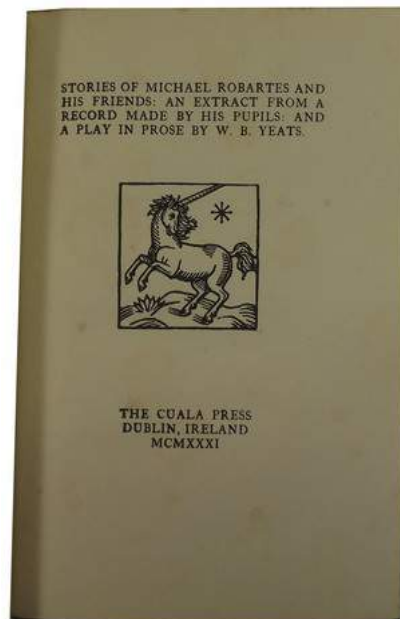 STORIES OF MICHAEL ROBARTES AND
HIS FRIENDS: AN EXTRACT FROM A
RECORD MADE BY HIS PUPILS: AND
A PLAY IN PROSE BY W. B. YEATS.
THE CUALA PRESS
DUBLIN, IRELAND
MCMXXXI